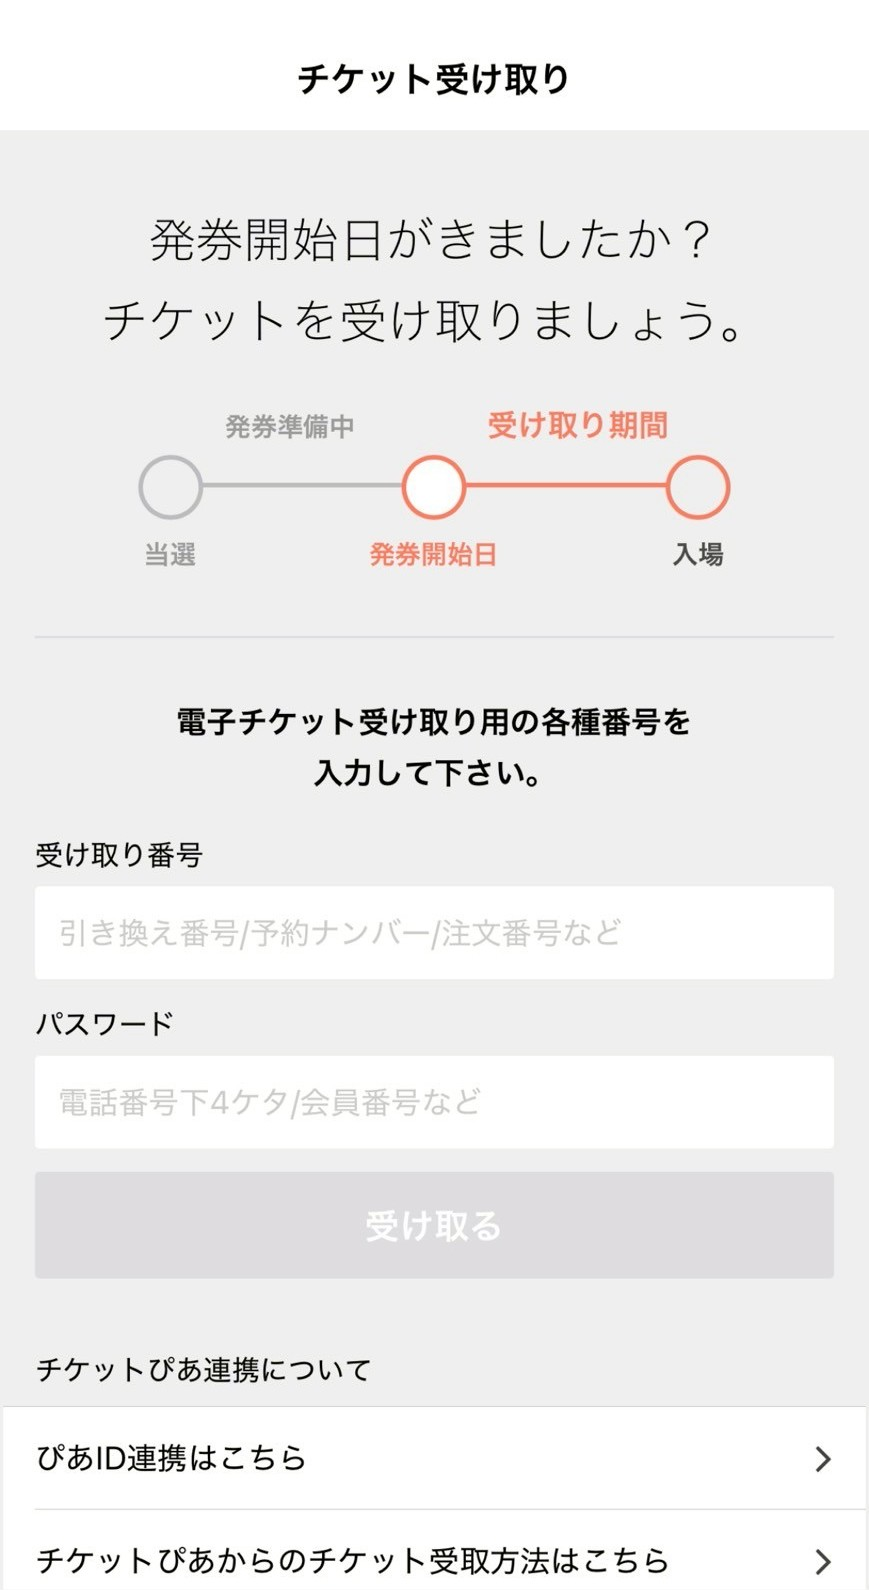 チケット受け取り
発券開始日がきましたか？
チケットを受け取りましょう。
発券準備中
受け取り期間
当選
発券開始日
入場
電子チケット受け取り用の各種番号を
入力して下さい。
受け取り番号
引き換え番号/予約ナンバー/注文番号など
パスワード
電話番号下4ケタ/会員番号など
受け取る
チケットぴあ連携について
ぴあID連携はこちら
チケットぴあからのチケット受取方法はこちら